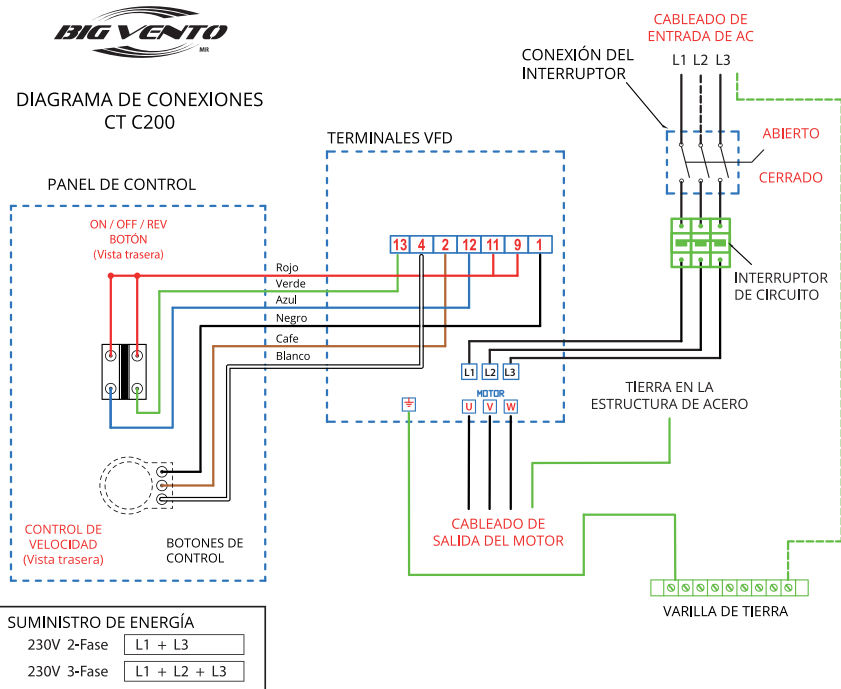 BIG VENTO
MR
DIAGRAMA DE CONEXIONES
CT C200
CABLEADO DE
ENTRADA DE AC
L1 L2 L3
CONEXIÓN DEL
INTERRUPTOR
ABIERTO
CERRADO
INTERRUPTOR
DE CIRCUITO
TERMINALES VFD
13 4 2 12 11 9 1
PANEL DE CONTROL
ON / OFF / REV
BOTÓN
(Vista trasera)
Rojo
Verde
Azul
Negro
Cafe
Blanco
L1 L2 L3
MOTOR
U V W
TIERRA EN LA
ESTRUCTURA DE ACERO
CABLEADO DE
SALIDA DEL MOTOR
CONTROL DE
VELOCIDAD
(Vista trasera)
BOTONES DE
CONTROL
VARILLA DE TIERRA
SUMINISTRO DE ENERGÍA
230V 2-Fase L1 + L3
230V 3-Fase L1 + L2 + L3